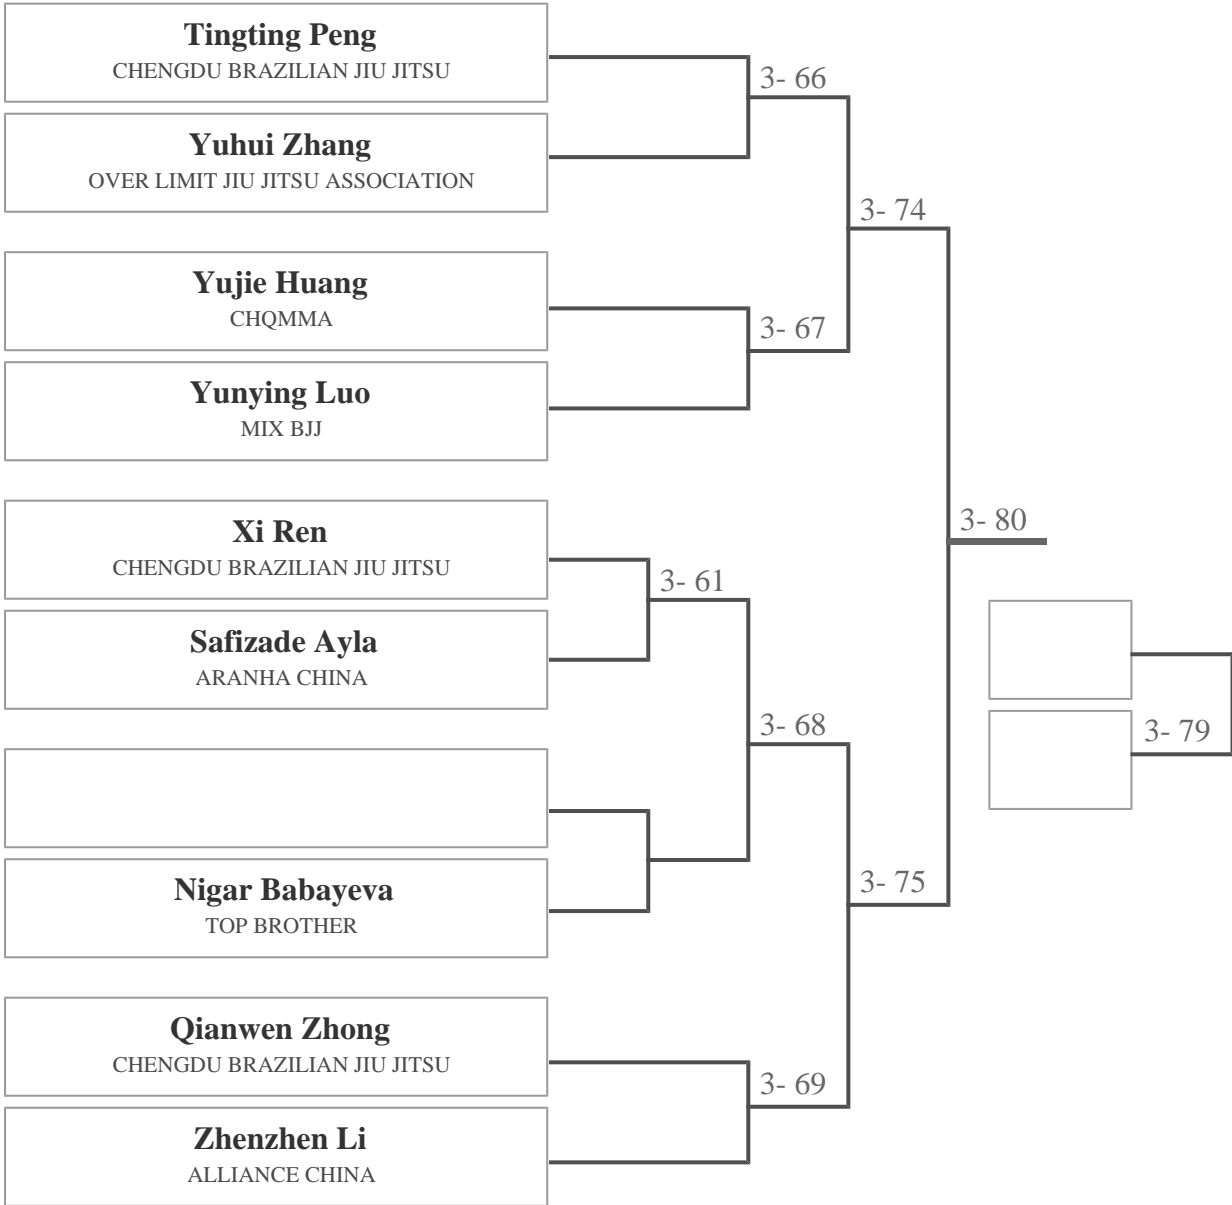 Tingting Peng
CHENGDU BRAZILIAN JIU JITSU
3- 66
Yuhui Zhang
OVER LIMIT JIU JITSU ASSOCIATION
3- 74
Yujie Huang
CHQMMA
3- 67
Yunying Luo
MIX BJJ
Xi Ren
CHENGDU BRAZILIAN JIU JITSU
3- 80
3- 61
Safizade Ayla
ARANHA CHINA
3- 68
3- 79
Nigar Babayeva
TOP BROTHER
3- 75
Qianwen Zhong
CHENGDU BRAZILIAN JIU JITSU
3- 69
Zhenzhen Li
ALLIANCE CHINA